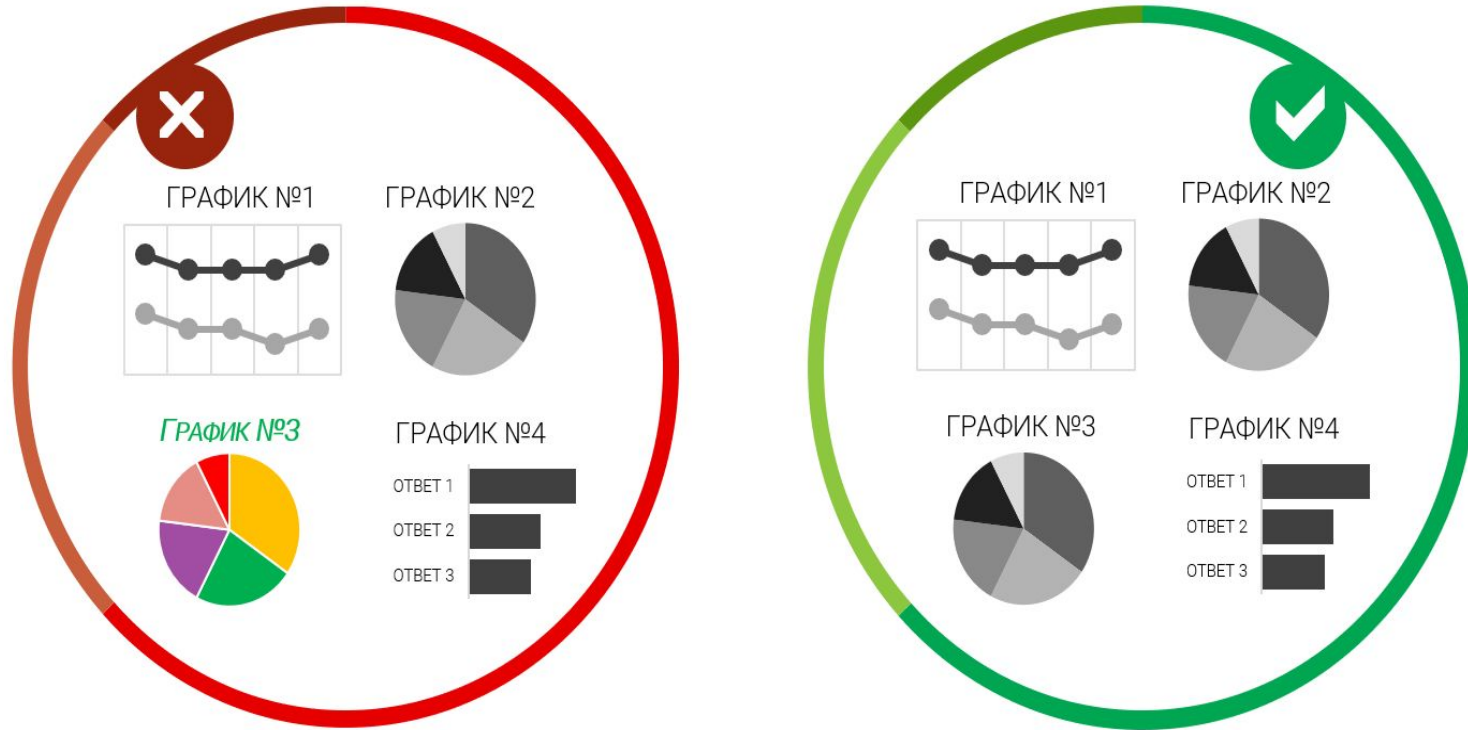 ГРАФИК №1
ГРАФИК №2
ГРАФИК №3
ГРАФИК №4
ОТВЕТ 1
ОТВЕТ 2
ОТВЕТ 3
ГРАФИК №1
ГРАФИК №2
ГРАФИК №3
ГРАФИК №4
ОТВЕТ 1
ОТВЕТ 2
ОТВЕТ 3